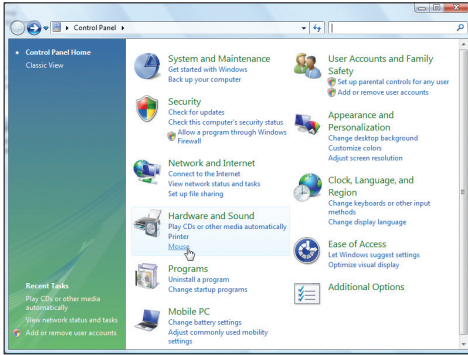 Control Panel
Control Panel Home
Classic View
System and Maintenance
Get started with Windows
Back up your computer
Security
Check for updates
Check this computer's security status
Allow a program through Windows
Firewall
Network and Internet
Connect to the Internet
View network status and tasks
Set up file sharing
Hardware and Sound
Play CDs or other media automatically
Printer
Mouse
Programs
Uninstall a program
Change startup programs
Mobile PC
Change battery settings
Adjust commonly used mobility
settings
User Accounts and Family
Safety
Set up parental controls for any user
Add or remove user accounts
Appearance and
Personalization
Change desktop background
Customize colors
Adjust screen resolution
Clock, Language, and
Region
Change keyboards or other input
methods
Change display language
Ease of Access
Let Windows suggest settings
Optimize visual display
Additional Options
Recent Tasks
Play CDs or other media
automatically
View network status and tasks
Add or remove user accounts